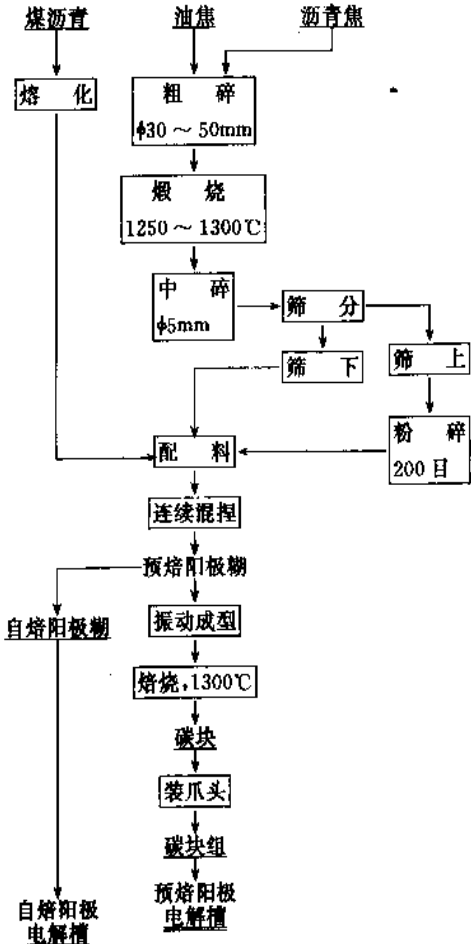 煤沥青
油焦
沥青焦
熔化
粗碎
φ30～50mm
煅烧
1250～1300℃
中碎
φ5mm
筛分
筛下
筛上
粉碎
200目
配料
连续混捏
预焙阳极糊
自焙阳极糊
振动成型
焙烧，1300℃
碳块
装爪头
碳块组
预焙阳极
电解槽
自焙阳极
电解槽